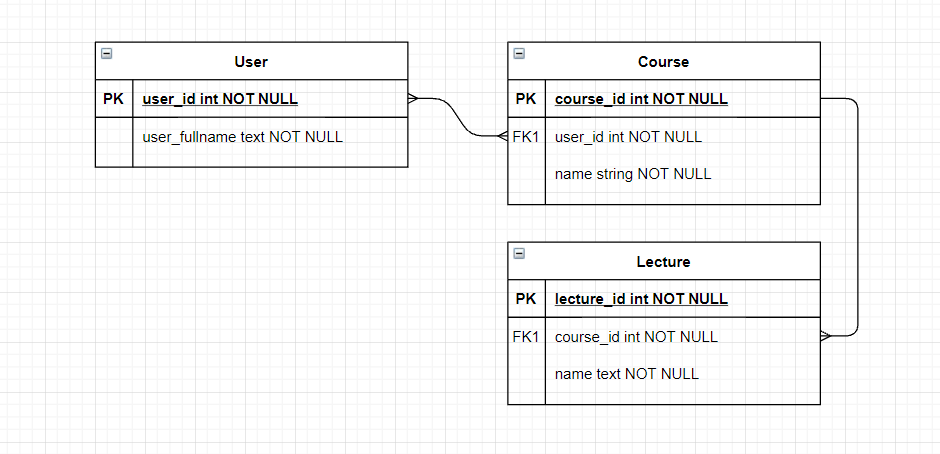 User
PK user_id int NOT NULL
user_fullname text NOT NULL
Course
PK course_id int NOT NULL
FK1 user_id int NOT NULL
name string NOT NULL
Lecture
PK lecture_id int NOT NULL
FK1 course_id int NOT NULL
name text NOT NULL